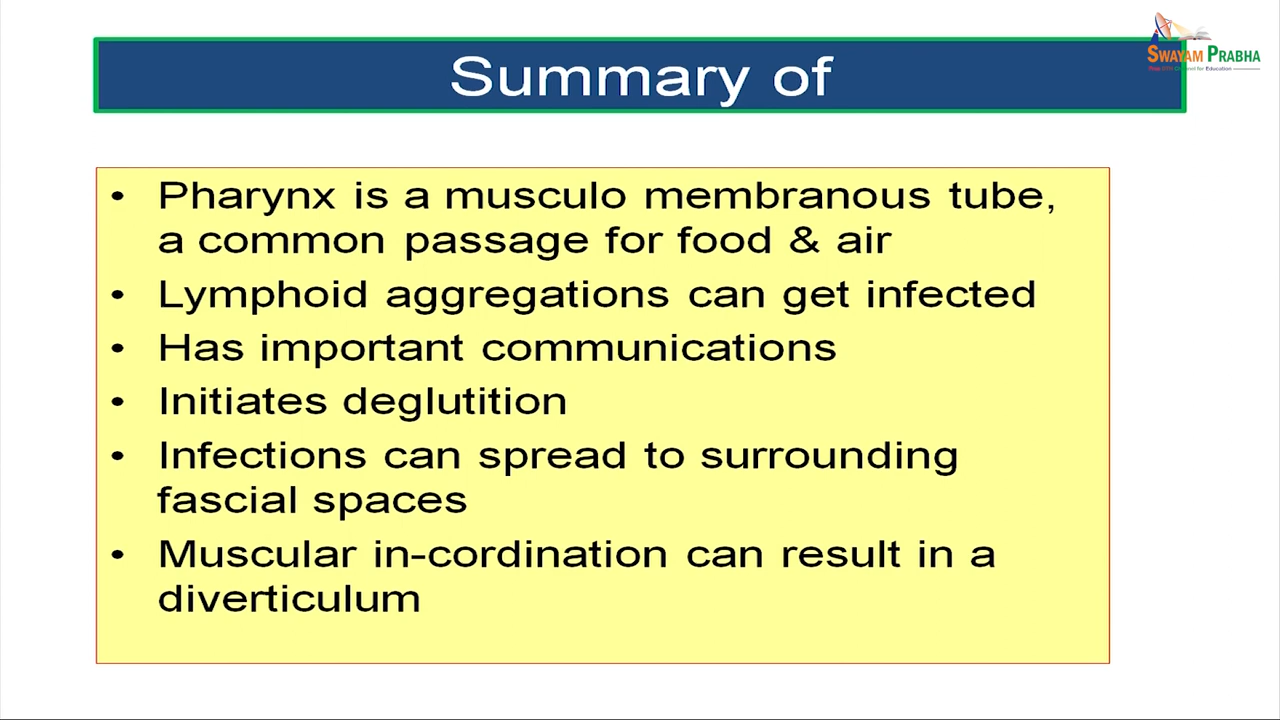 SWAYAM PRABHA
Summary of
• Pharynx is a musculo membranous tube,
a common passage for food & air
• Lymphoid aggregations can get infected
• Has important communications
• Initiates deglutition
• Infections can spread to surrounding
fascial spaces
• Muscular in-cordination can result in a
diverticulum